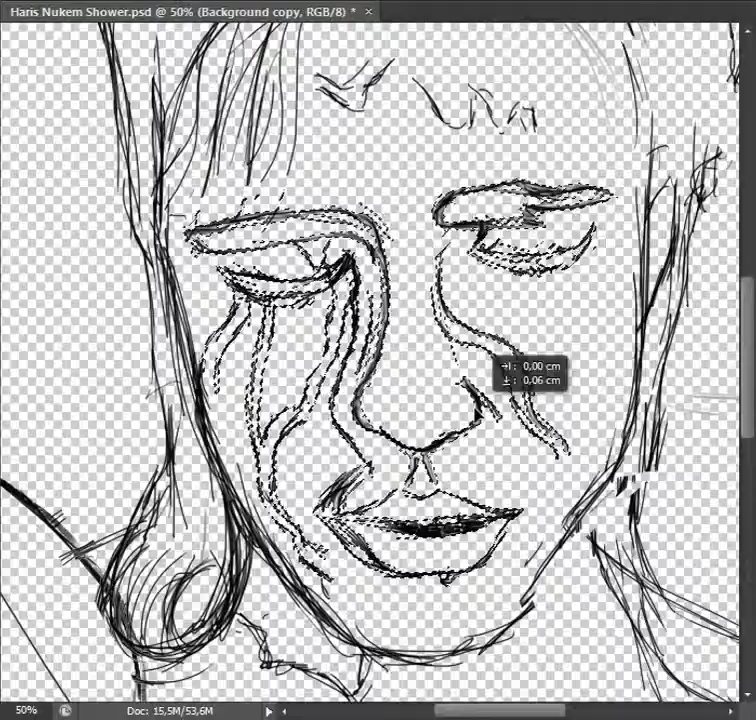 Haris Nukem Shower.psd @ 50% (Background copy, RGB/8) * ×
→|: 0,00 cm
↓: 0,06 cm
50% Doc: 15,5M/53,6M